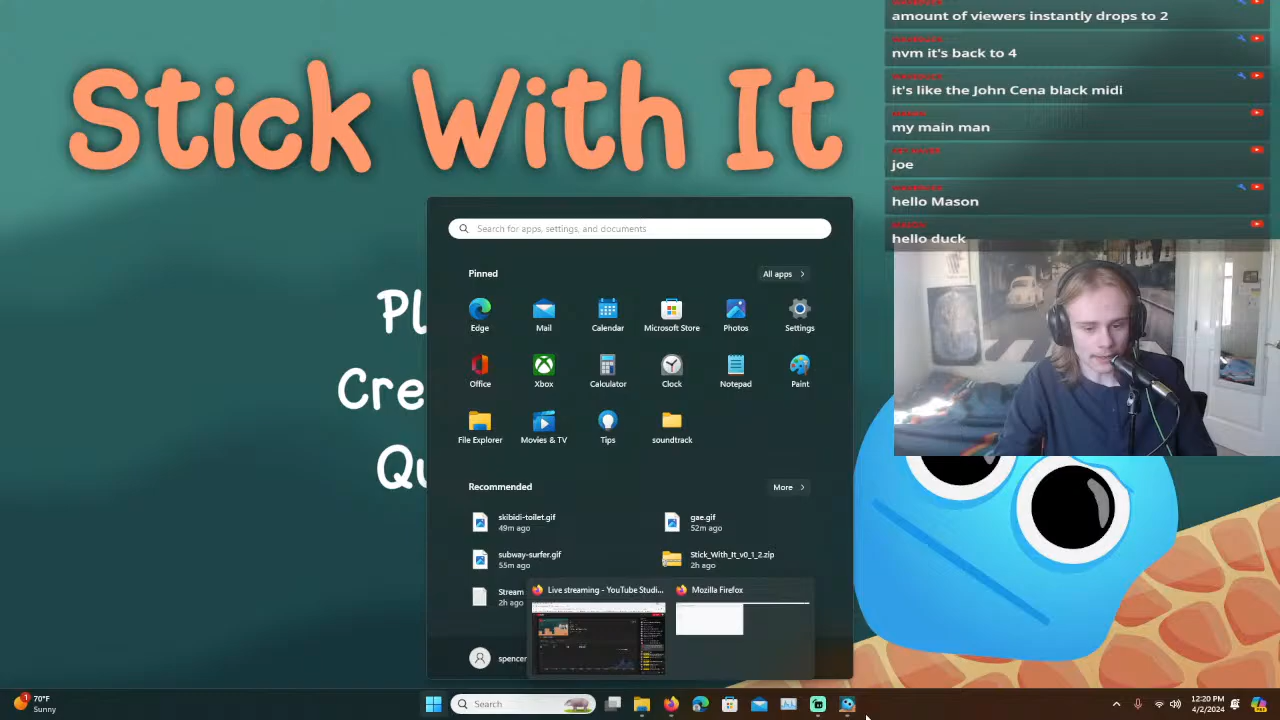 Stick With It
Pl
Cre
Qu
amount of viewers instantly drops to 2
nvm it's back to 4
it's like the John Cena black midi
my main man
joe
hello Mason
hello duck
Search for apps, settings, and documents
Pinned
All apps
Edge
Mail
Calendar
Microsoft Store
Photos
Settings
Office
Xbox
Calculator
Clock
Notepad
Paint
File Explorer
Movies & TV
Tips
soundtrack
Recommended
More
skibidi-toilet.gif
49m ago
gae.gif
52m ago
subway-surfer.gif
55m ago
Stick_With_It_v0_1_2.zip
2h ago
Stream
2h ago
Live streaming - YouTube Studi...
Mozilla Firefox
spencer
1
70°F
Sunny
Search
12:20 PM
4/2/2024